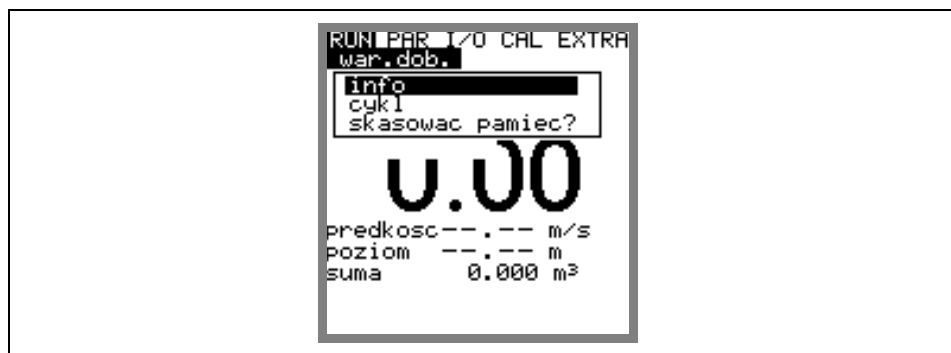 RUN PAR I/O CAL EXTRA
war.dob.
info
cykl
skasowac pamiec?
0.00
predkosc--.-- m/s
poziom --.-- m
suma 0.000 m³